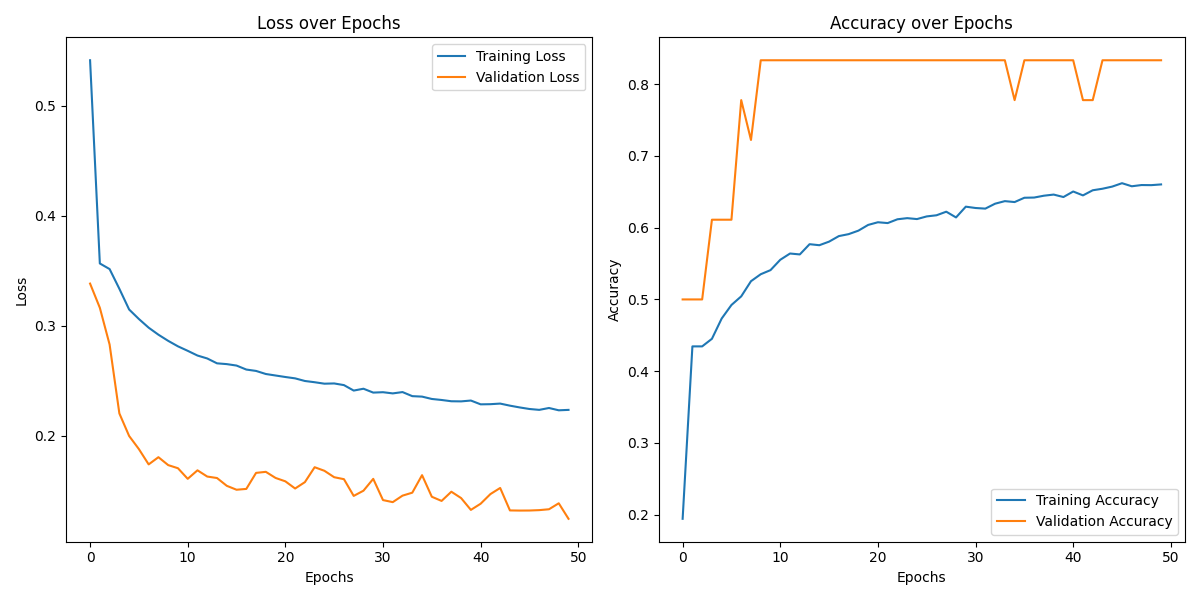 Loss over Epochs
Training Loss
Validation Loss
0.5
0.4
0.3
0.2
Loss
0 10 20 30 40 50
Epochs
Accuracy over Epochs
0.8
0.7
0.6
0.5
0.4
0.3
0.2
Accuracy
Training Accuracy
Validation Accuracy
0 10 20 30 40 50
Epochs